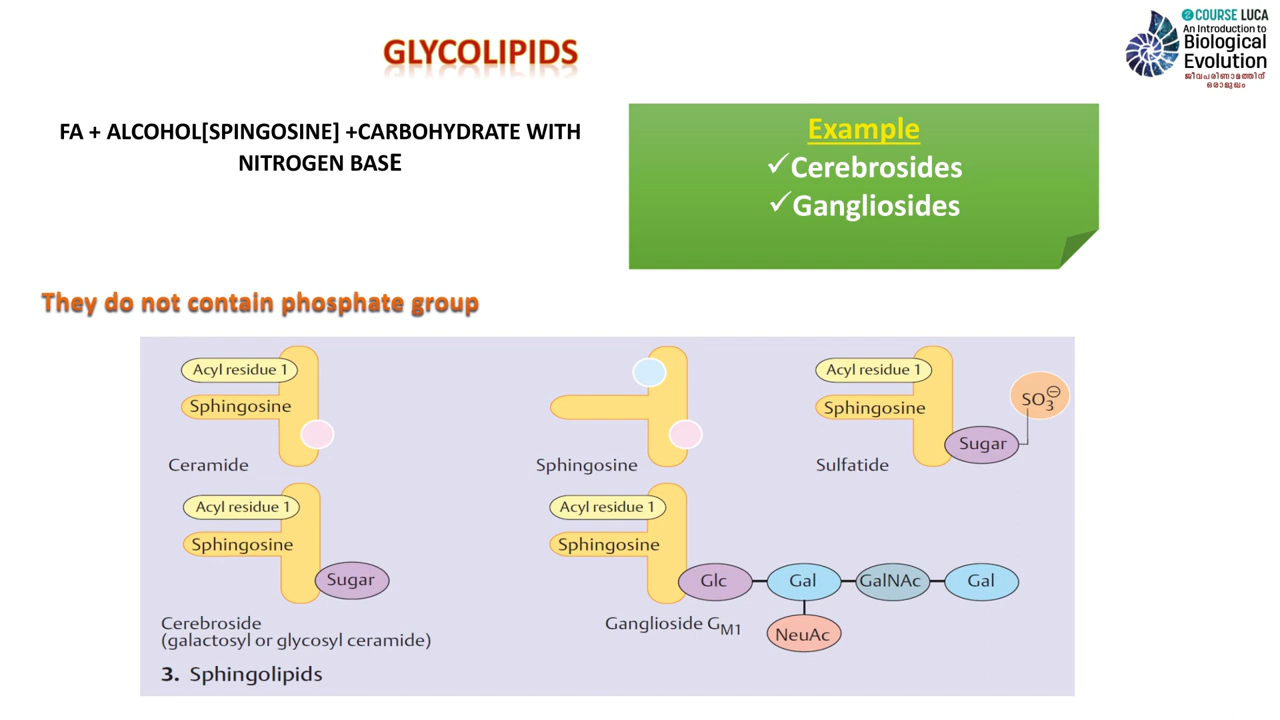 GLYCOLIPIDS
COURSE LUCA
An Introduction to
Biological
Evolution
ജീവപരിണാമത്തിന്
ഒരാമുഖം
FA + ALCOHOL[SPINGOSINE] +CARBOHYDRATE WITH
NITROGEN BASE
Example
✓Cerebrosides
✓Gangliosides
They do not contain phosphate group
Acyl residue 1
Sphingosine
Ceramide
Sphingosine
Acyl residue 1
Sphingosine
SO3⊖
Sugar
Sulfatide
Acyl residue 1
Sphingosine
Sugar
Cerebroside
(galactosyl or glycosyl ceramide)
Acyl residue 1
Sphingosine
Glc
Gal
GalNAc
Gal
NeuAc
Ganglioside GM1
3. Sphingolipids